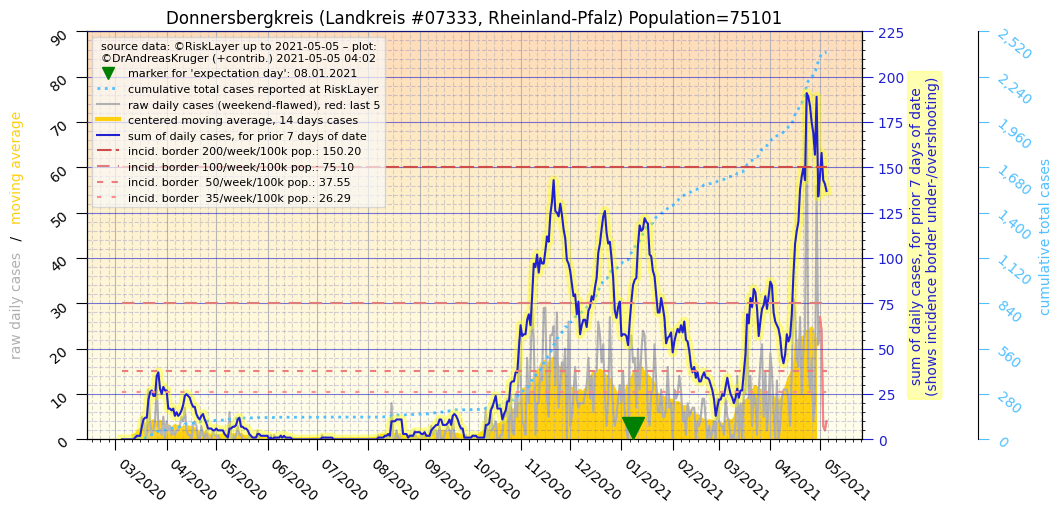 Donnersbergkreis (Landkreis #07333, Rheinland-Pfalz) Population=75101
source data: ©RiskLayer up to 2021-05-05 – plot:
©DrAndreasKruger (+contrib.) 2021-05-05 04:02
marker for 'expectation day': 08.01.2021
cumulative total cases reported at RiskLayer
raw daily cases (weekend-flawed), red: last 5
centered moving average, 14 days cases
sum of daily cases, for prior 7 days of date
incid. border 200/week/100k pop.: 150.20
incid. border 100/week/100k pop.: 75.10
incid. border  50/week/100k pop.: 37.55
incid. border  35/week/100k pop.: 26.29
raw daily cases  /  moving average
90
80
70
60
50
40
30
20
10
0
03/2020
04/2020
05/2020
06/2020
07/2020
08/2020
09/2020
10/2020
11/2020
12/2020
01/2021
02/2021
03/2021
04/2021
05/2021
225
200
175
150
125
100
75
50
25
0
sum of daily cases, for prior 7 days of date
(shows incidence border under-/overshooting)
2,520
2,240
1,960
1,680
1,400
1,120
840
560
280
0
cumulative total cases